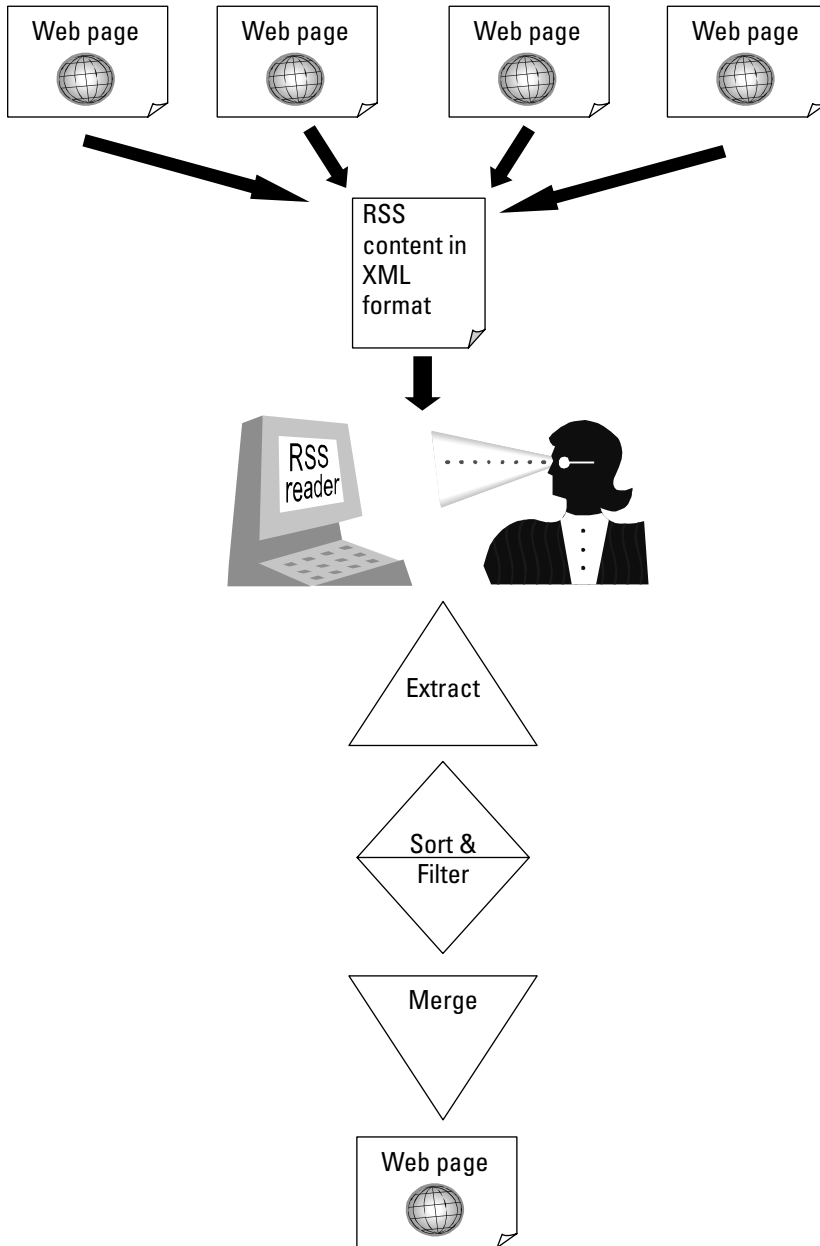 Web page
Web page
Web page
Web page
RSS
content in
XML
format
RSS
reader
Extract
Sort &
Filter
Merge
Web page